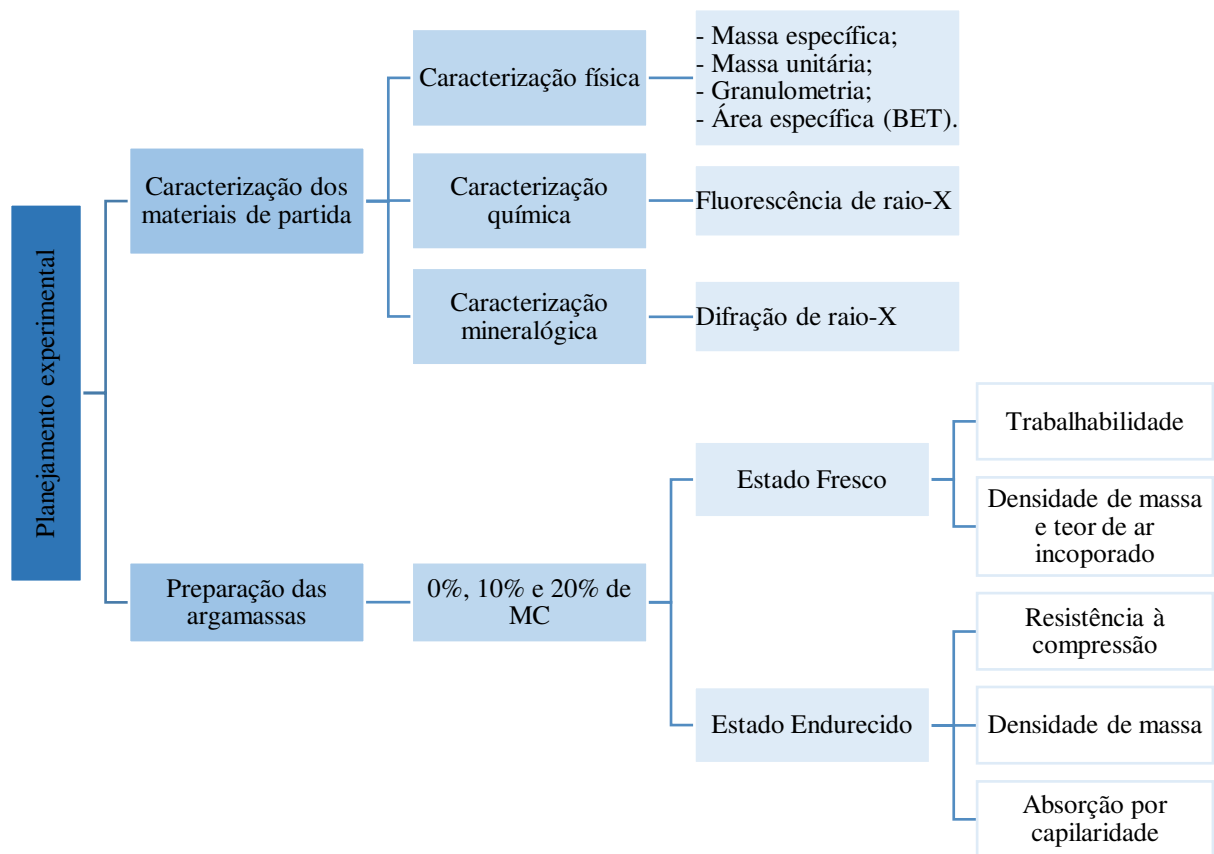 Planejamento experimental
Caracterização dos
materiais de partida
Caracterização física
- Massa específica;
- Massa unitária;
- Granulometria;
- Área específica (BET).
Caracterização
química
Fluorescência de raio-X
Caracterização
mineralógica
Difração de raio-X
Preparação das
argamassas
0%, 10% e 20% de
MC
Estado Fresco
Trabalhabilidade
Densidade de massa
e teor de ar
incoporado
Estado Endurecido
Resistência à
compressão
Densidade de massa
Absorção por
capilaridade